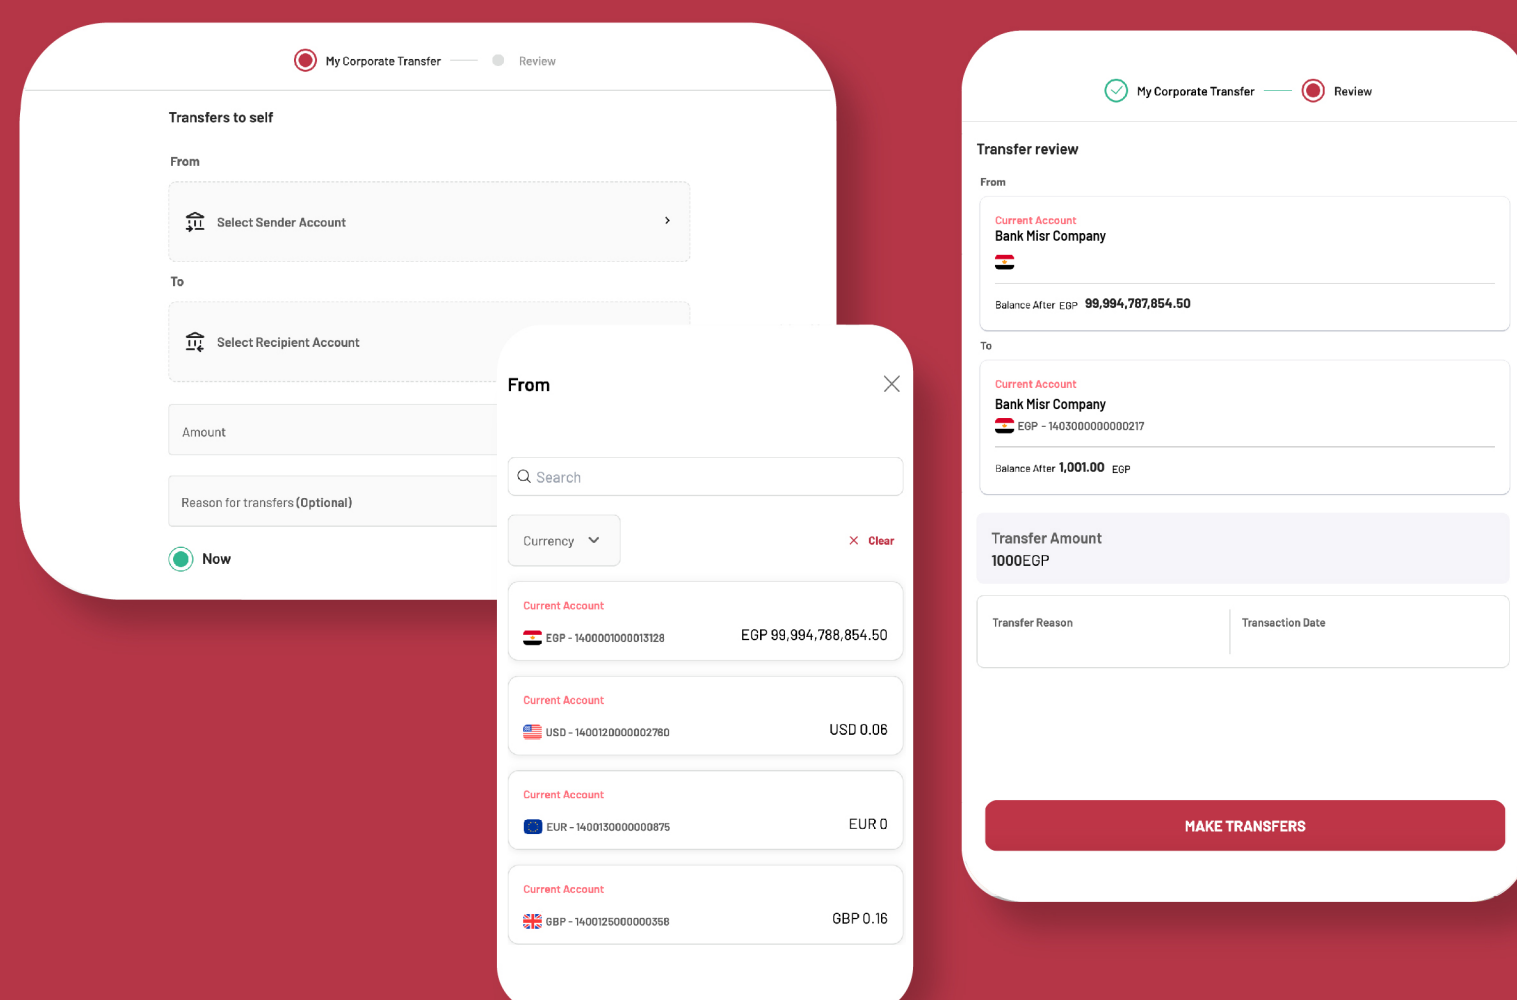 My Corporate Transfer
Review
Transfers to self
From
Select Sender Account
To
Select Recipient Account
Amount
Reason for transfers (Optional)
Now
From
Search
Currency
Clear
Current Account
EGP - 1400001000013128
EGP 99,994,788,854.50
Current Account
USD - 1400120000002760
USD 0.06
Current Account
EUR - 1400130000000875
EUR 0
Current Account
GBP - 1400125000000358
GBP 0.16
My Corporate Transfer
Review
Transfer review
From
Current Account
Bank Misr Company
Balance After EGP 99,994,787,854.50
To
Current Account
Bank Misr Company
EGP - 1403000000000217
Balance After 1,001.00 EGP
Transfer Amount
1000EGP
Transfer Reason
Transaction Date
MAKE TRANSFERS